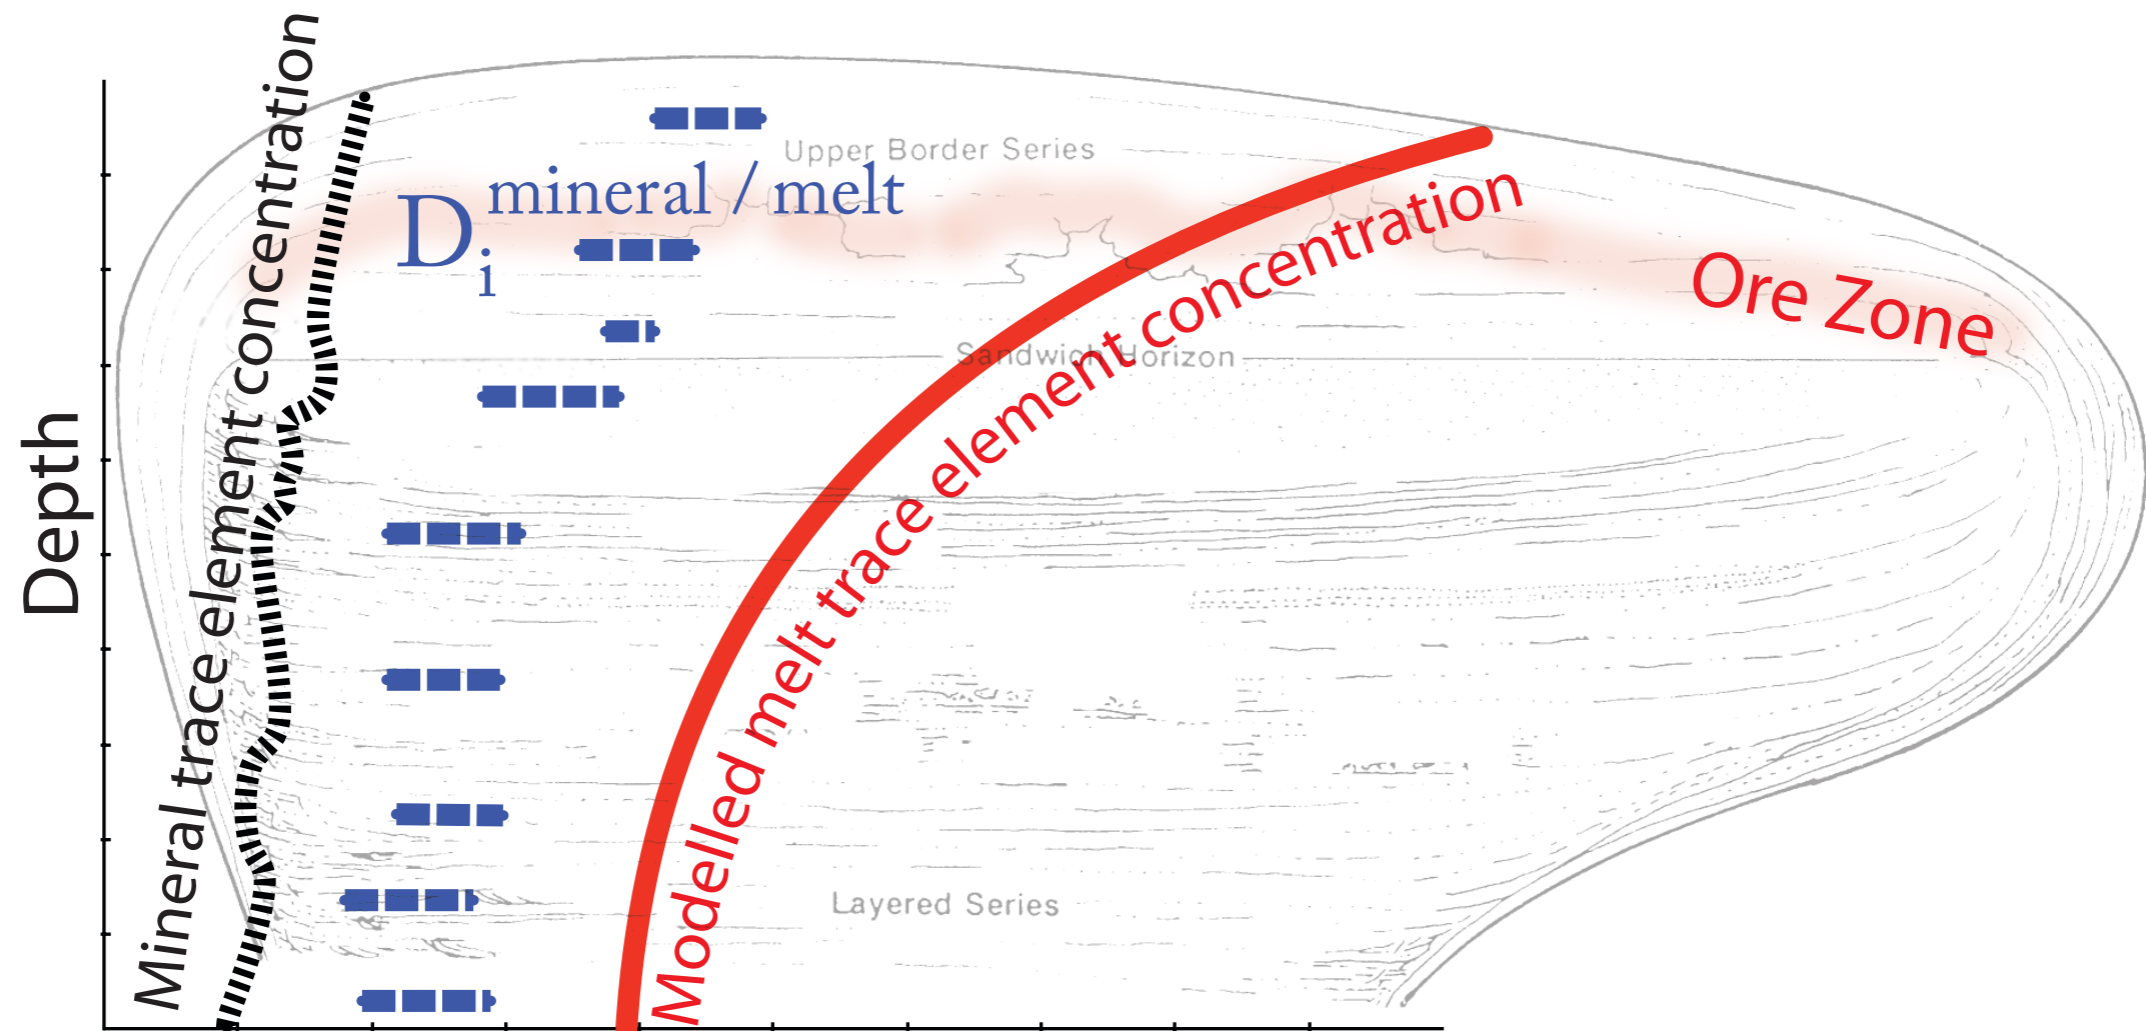 Depth
Mineral trace element concentration
Upper Border Series
D i mineral / melt
Modelled melt trace element concentration
Ore Zone
Sandwich Horizon
Layered Series